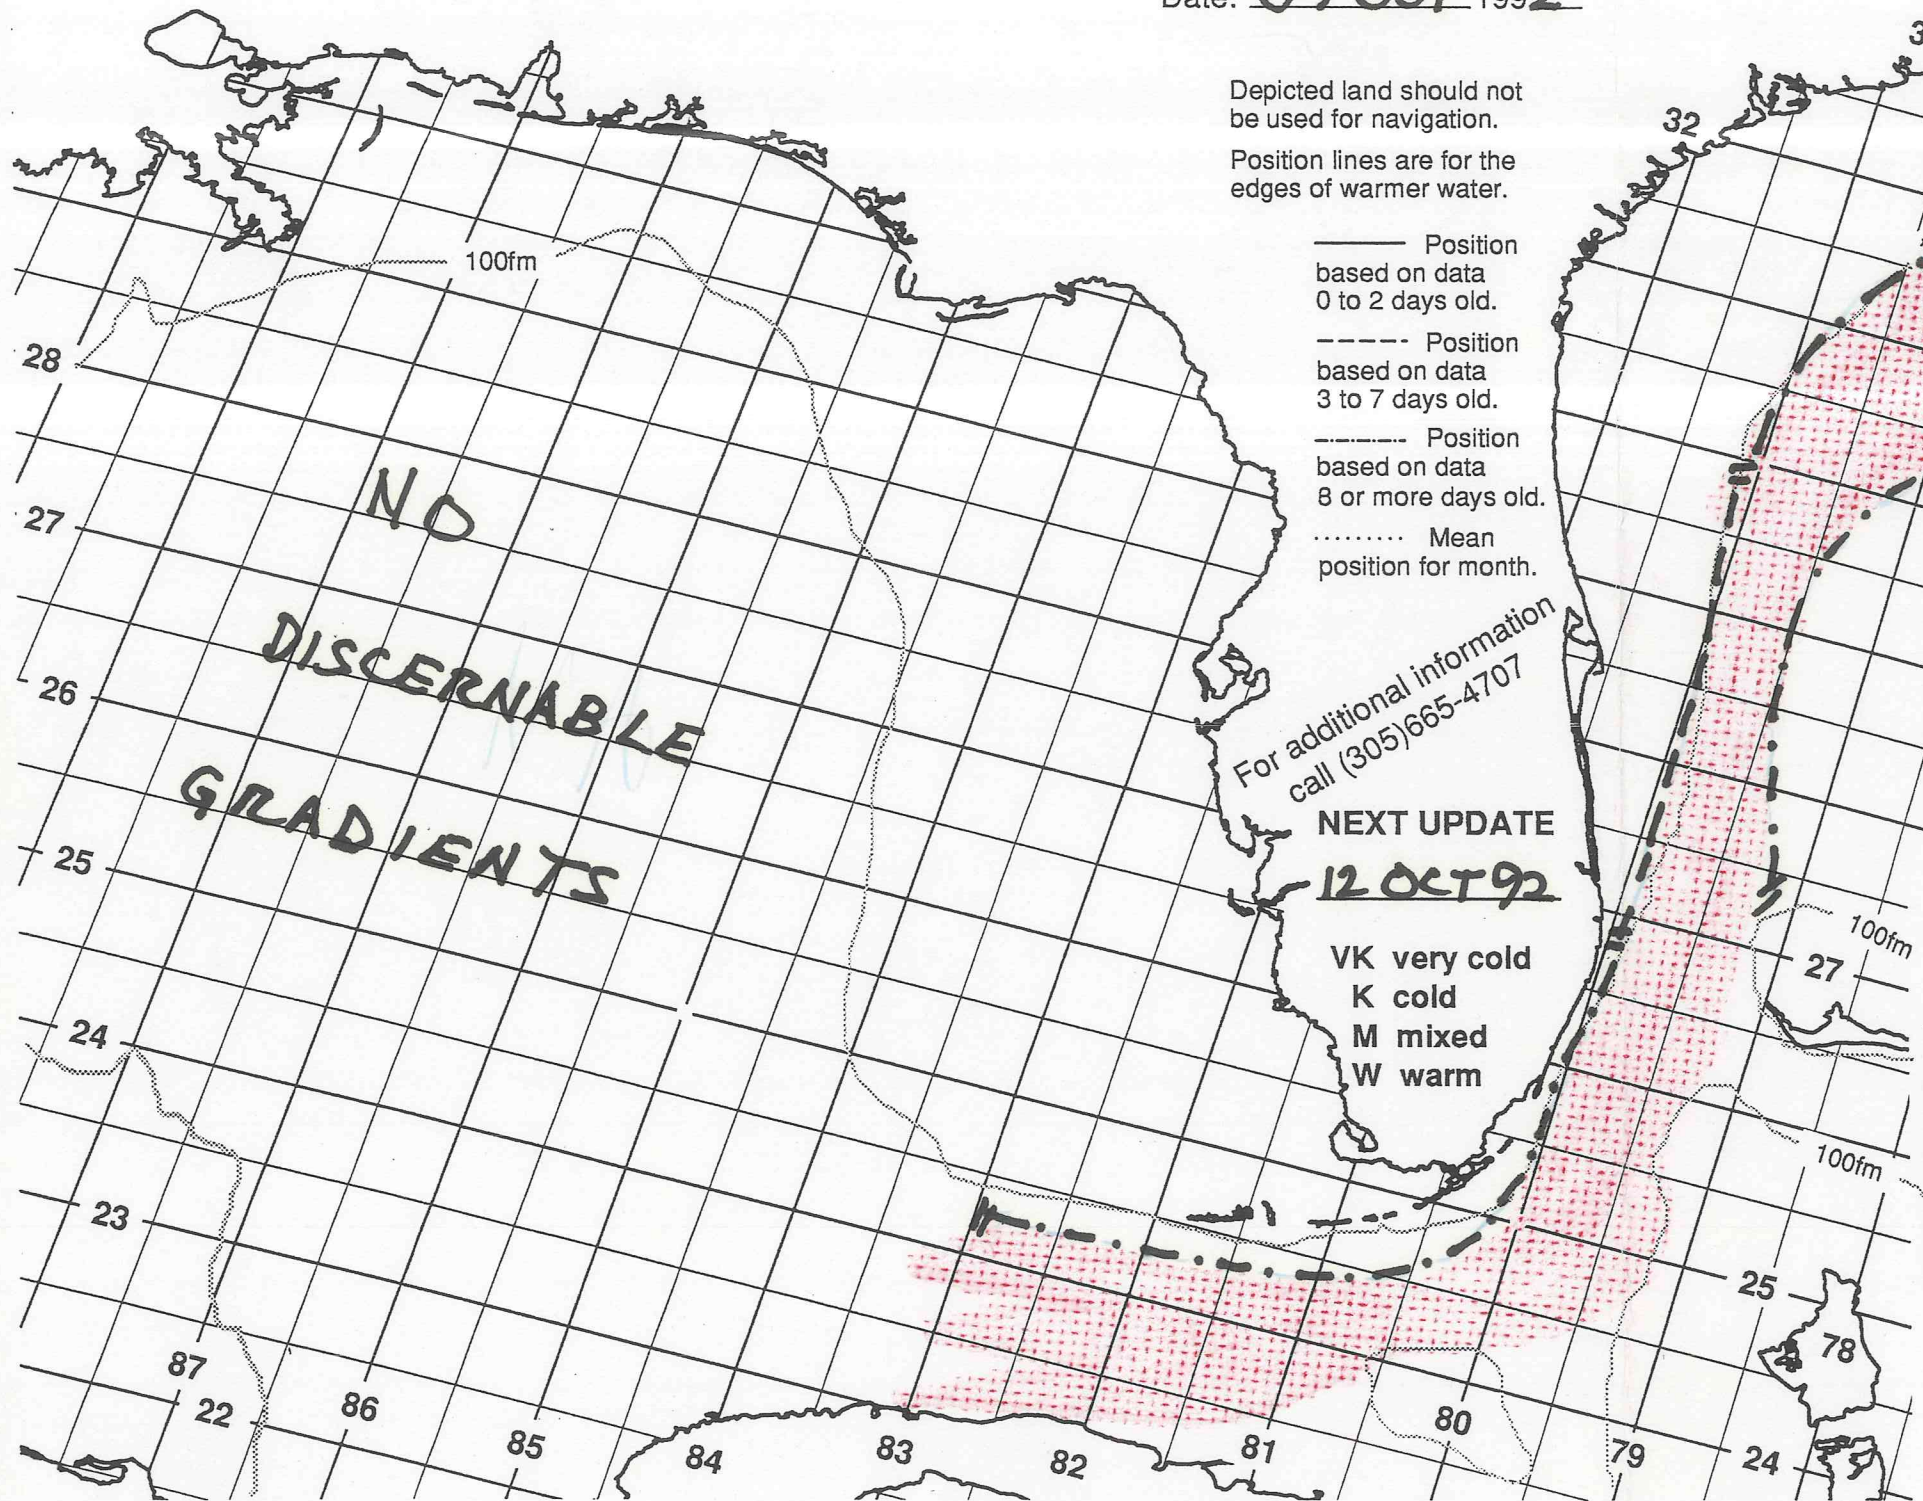 Date: 1992
Depicted land should not
be used for navigation.
Position lines are for the
edges of warmer water.
Position
based on data
0 to 2 days old.
Position
based on data
3 to 7 days old.
Position
based on data
8 or more days old.
Mean
position for month.
For additional information
call (305)665-4707
NEXT UPDATE
12 OCT 92
VK very cold
K cold
M mixed
W warm
NO
DISCERNABLE
GRADIENTS
100fm
100fm
100fm
32
28
27
26
25
24
23
22
87
86
85
84
83
82
81
80
79
78
27
25
24